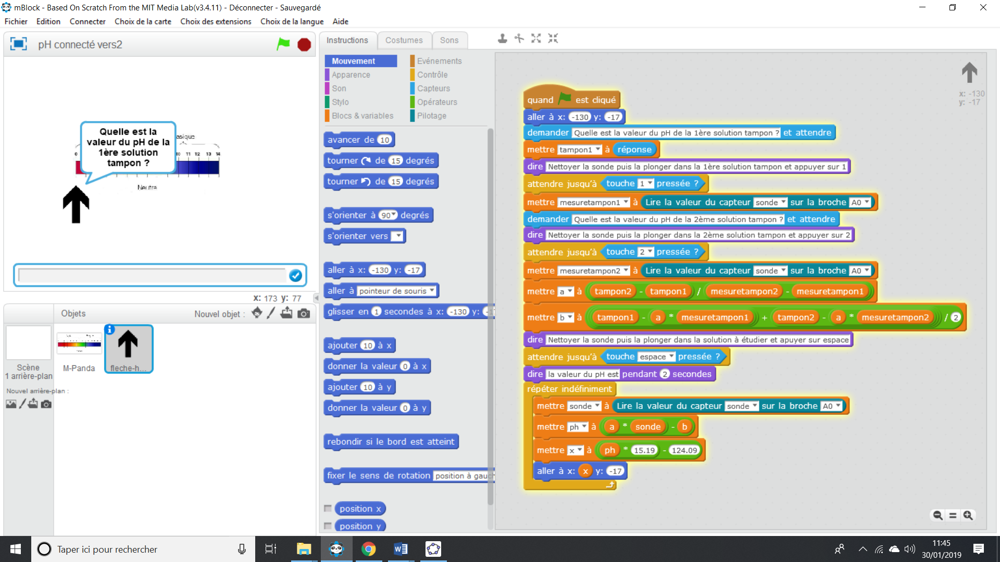 mBlock - Based On Scratch From the MIT Media Lab(v3.4.11) - Déconnecter - Sauvegardé
Fichier Edition Connecter Choix de la carte Choix des extensions Choix de la langue Aide
pH connecté vers2
Quelle est la
valeur du pH de la
1ère solution
tampon ?
asique
0 10 11 12 13 14
Neutre
x: 173 y: 77
Objets Nouvel objet :
Scène
1 arrière-plan
Nouvel arrière-plan :
M-Panda
fleche-h...
Instructions Costumes Sons
Mouvement Evénements
Apparence Contrôle
Son Capteurs
Stylo Opérateurs
Blocs & variables Pilotage
avancer de 10
tourner de 15 degrés
tourner de 15 degrés
s'orienter à 90 degrés
s'orienter vers
aller à x: -130 y: -17
aller à pointeur de souris
glisser en 1 secondes à x: -130 y: -1
ajouter 10 à x
donner la valeur 0 à x
ajouter 10 à y
donner la valeur 0 à y
rebondir si le bord est atteint
fixer le sens de rotation position à gauch
position x
position y
x: -130
y: -17
quand est cliqué
aller à x: -130 y: -17
demander Quelle est la valeur du pH de la 1ère solution tampon ? et attendre
mettre tampon1 à réponse
dire Nettoyer la sonde puis la plonger dans la 1ère solution tampon et appuyer sur 1
attendre jusqu'à touche 1 pressée ?
mettre mesuretampon1 à Lire la valeur du capteur sonde sur la broche A0
demander Quelle est la valeur du pH de la 2ème solution tampon ? et attendre
dire Nettoyer la sonde puis la plonger dans la 2ème solution tampon et appuyer sur 2
attendre jusqu'à touche 2 pressée ?
mettre mesuretampon2 à Lire la valeur du capteur sonde sur la broche A0
mettre a à tampon2 - tampon1 / mesuretampon2 - mesuretampon1
mettre b à tampon1 - a * mesuretampon1 + tampon2 - a * mesuretampon2 / 2
dire Nettoyer la sonde puis la plonger dans la solution à étudier et apuyer sur espace
attendre jusqu'à touche espace pressée ?
dire la valeur du pH est pendant 2 secondes
répéter indéfiniment
mettre sonde à Lire la valeur du capteur sonde sur la broche A0
mettre ph à a * sonde - b
mettre x à ph * 15.19 - 124.09
aller à x: x y: -17
Taper ici pour rechercher
11:45
30/01/2019